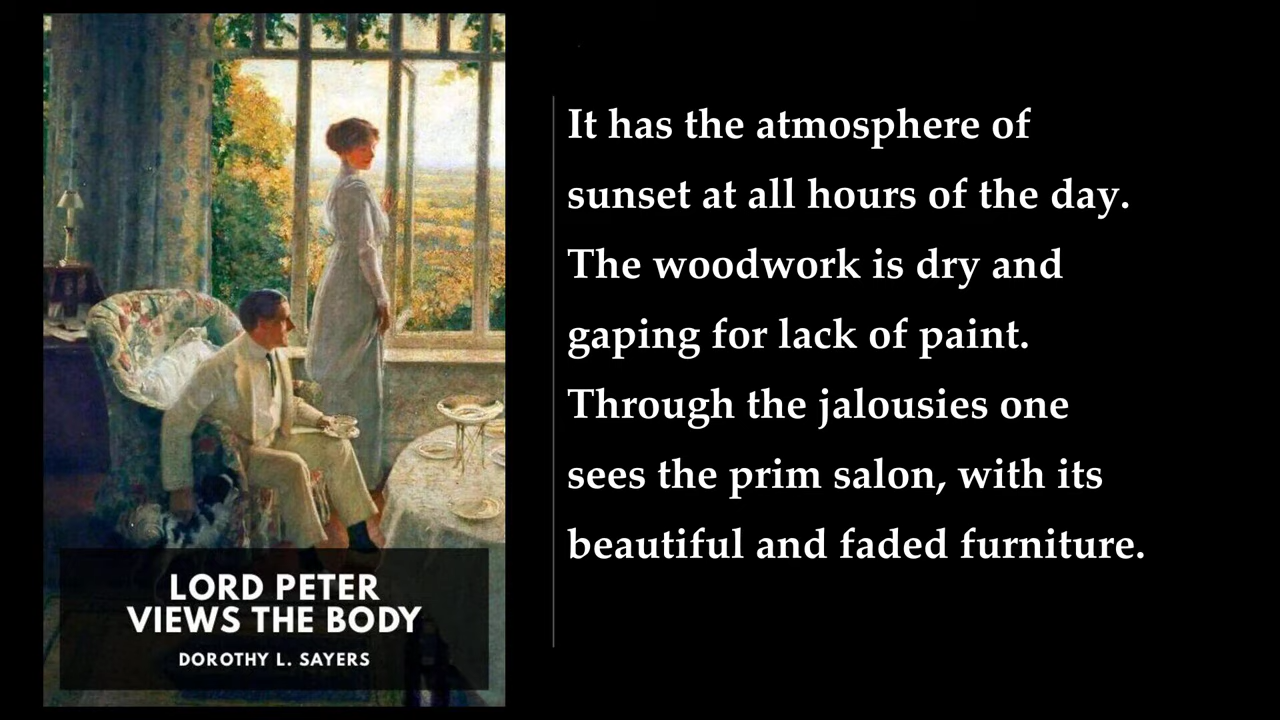 LORD PETER
VIEWS THE BODY
DOROTHY L. SAYERS
It has the atmosphere of
sunset at all hours of the day.
The woodwork is dry and
gaping for lack of paint.
Through the jalousies one
sees the prim salon, with its
beautiful and faded furniture.